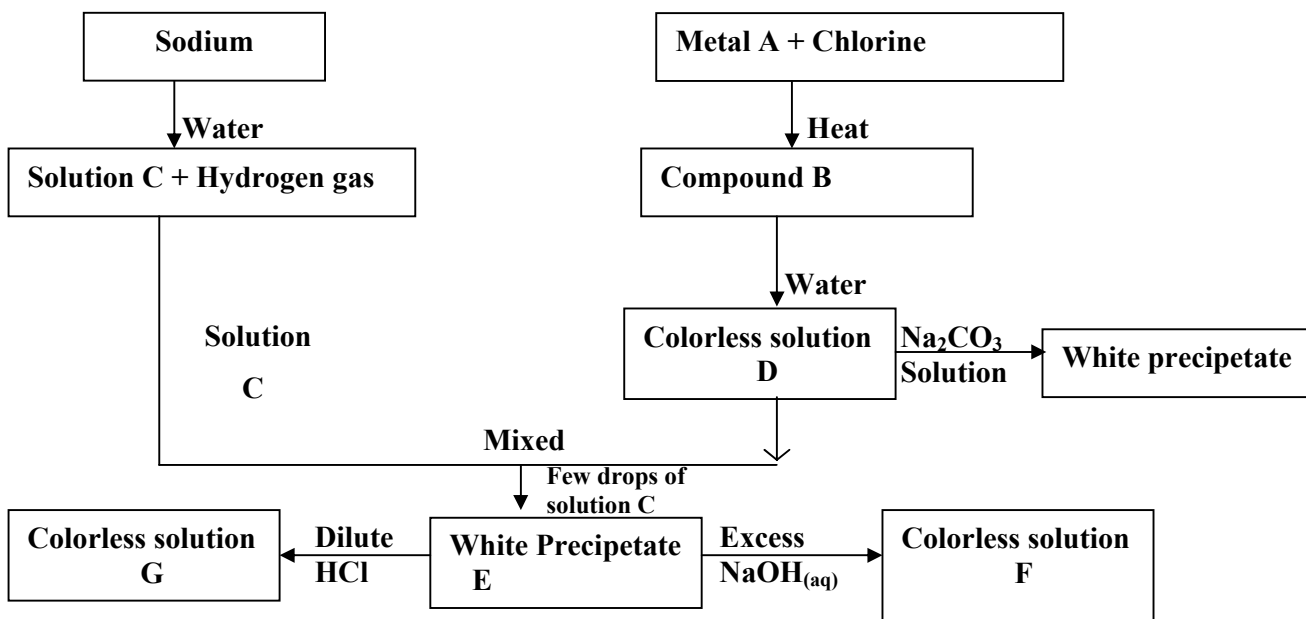 Sodium
Metal A + Chlorine
Water
Heat
Solution C + Hydrogen gas
Compound B
Water
Solution
C
Colorless solution
D
Na₂CO₃
Solution
White precipetate
Mixed
Few drops of
solution C
Colorless solution
G
Dilute
HCl
White Precipetate
E
Excess
NaOH(aq)
Colorless solution
F